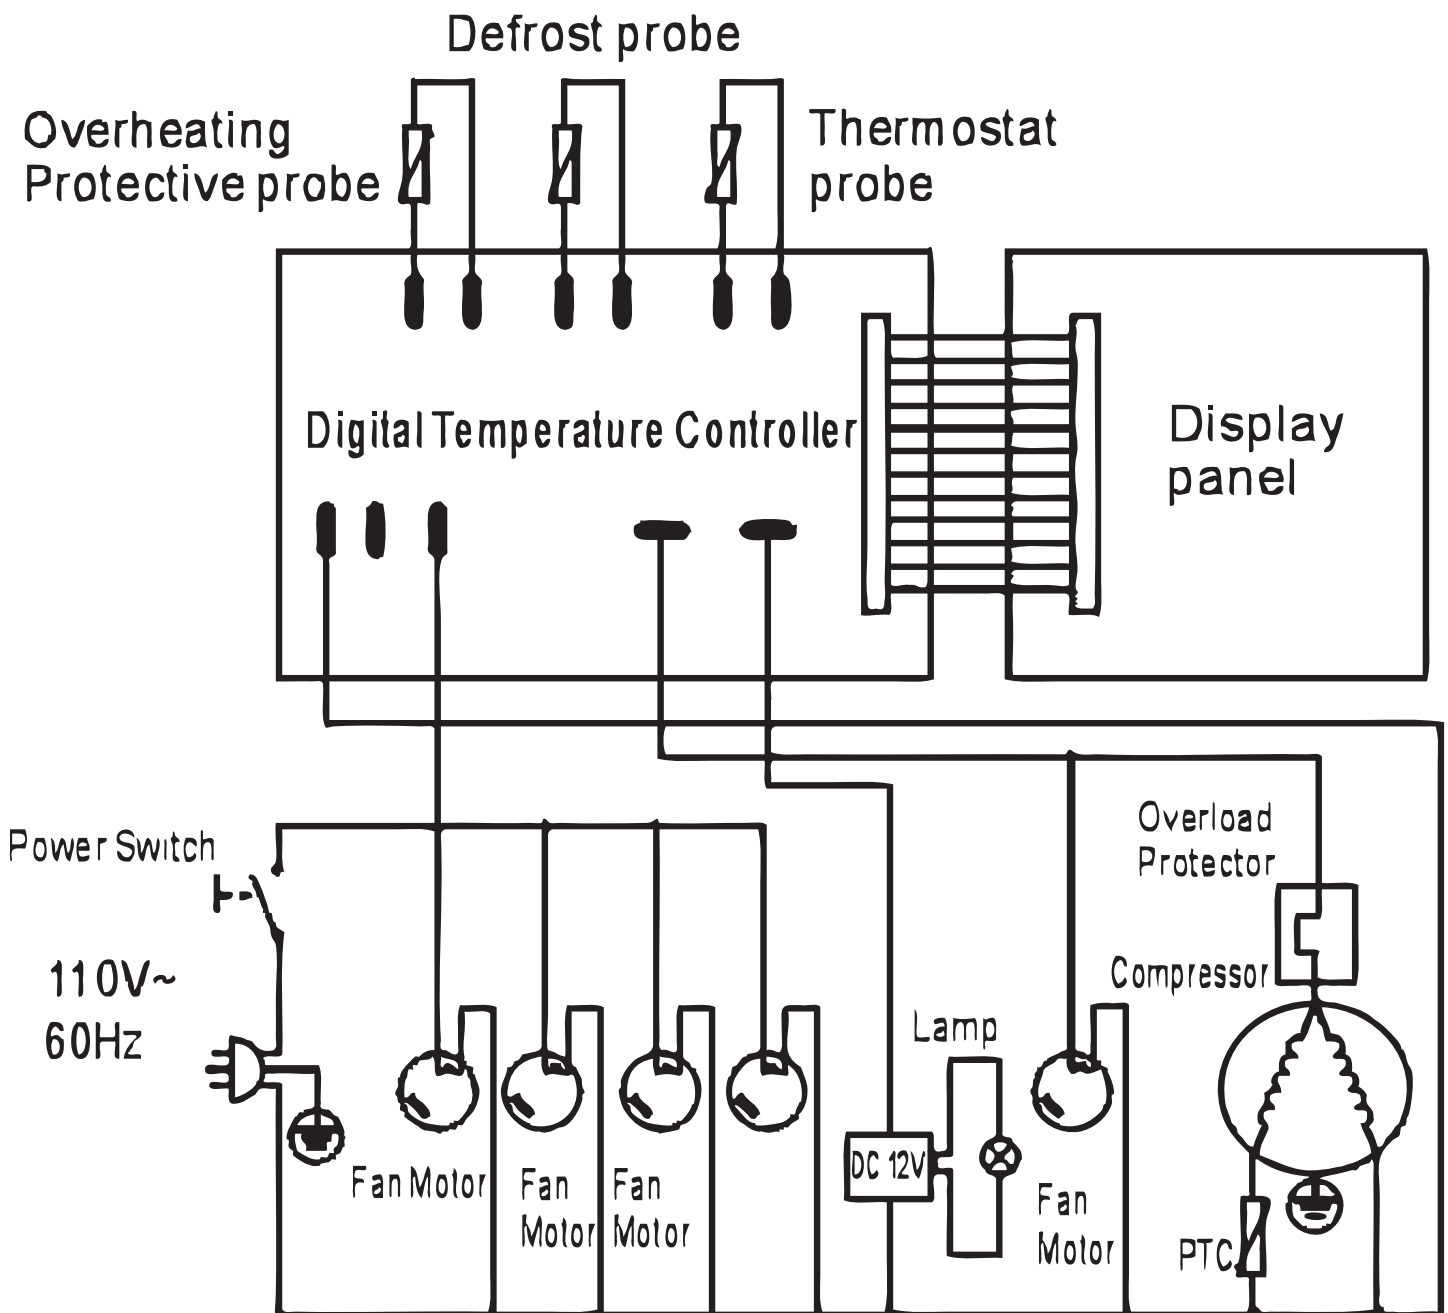 Defrost probe
Overheating
Protective probe
Thermostat
probe
Digital Temperature Controller
Display
panel
Power Switch
110V~
60Hz
Overload
Protector
Compressor
Lamp
DC 12V
Fan Motor
Fan
Motor
Fan
Motor
Fan
Motor
PTC